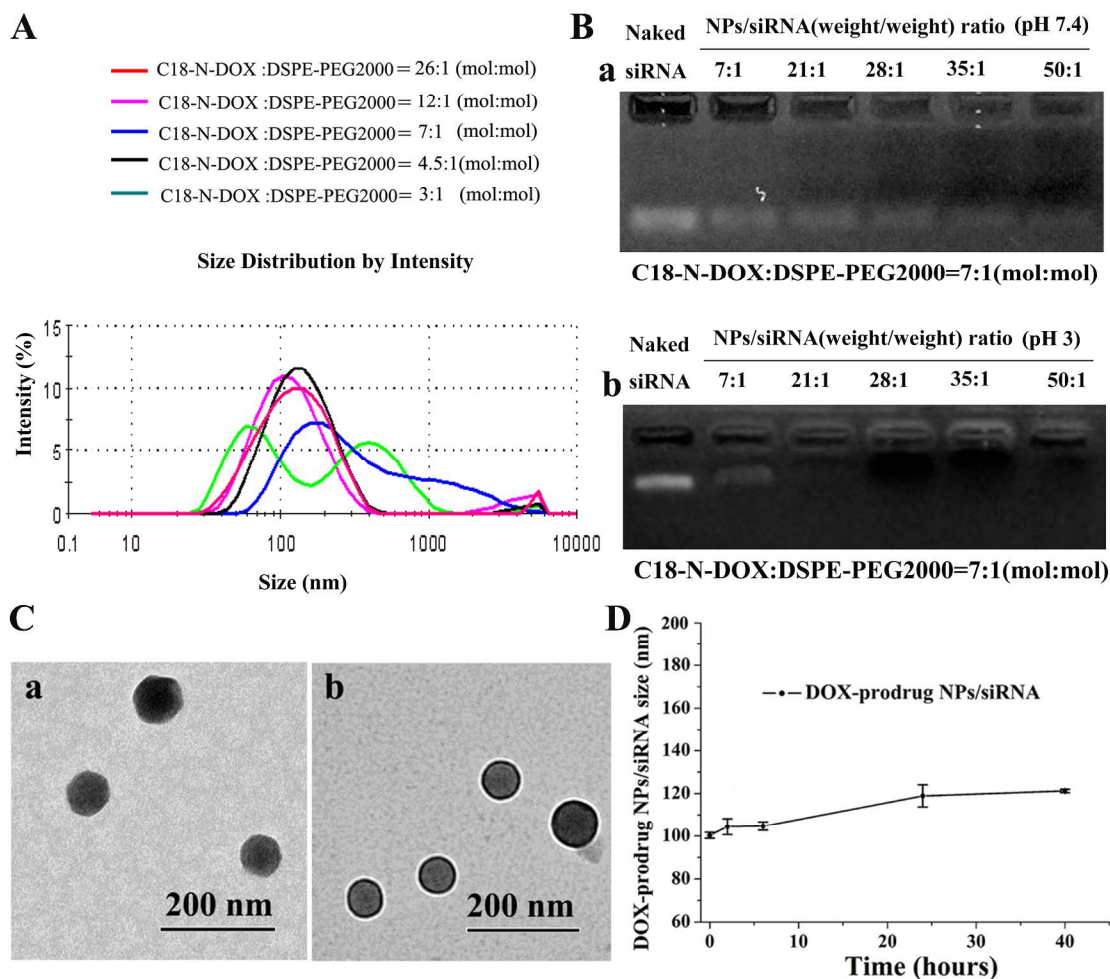 A
C18-N-DOX :DSPE-PEG2000= 26:1 (mol:mol)
C18-N-DOX :DSPE-PEG2000= 12:1 (mol:mol)
C18-N-DOX :DSPE-PEG2000= 7:1 (mol:mol)
C18-N-DOX :DSPE-PEG2000= 4.5:1(mol:mol)
C18-N-DOX :DSPE-PEG2000= 3:1 (mol:mol)
Size Distribution by Intensity
Intensity (%)
15
10
5
0
0.1 10 100 1000 10000
Size (nm)
B
Naked NPs/siRNA(weight/weight) ratio (pH 7.4)
a siRNA 7:1 21:1 28:1 35:1 50:1
C18-N-DOX:DSPE-PEG2000=7:1(mol:mol)
Naked NPs/siRNA(weight/weight) ratio (pH 3)
b siRNA 7:1 21:1 28:1 35:1 50:1
C18-N-DOX:DSPE-PEG2000=7:1(mol:mol)
C
a
200 nm
b
200 nm
D
DOX-prodrug NPs/siRNA size (nm)
200
180
160
140
120
100
80
60
DOX-prodrug NPs/siRNA
0 10 20 30 40
Time (hours)